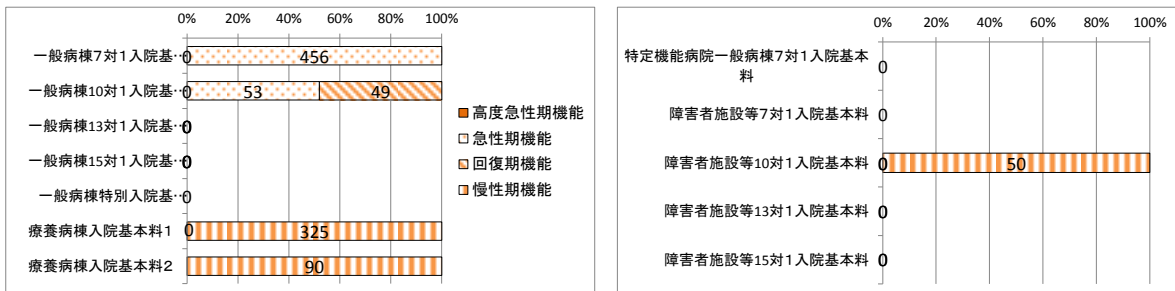 0% 20% 40% 60% 80% 100%
一般病棟7対1入院基…
0
456
一般病棟10対1入院基…
0
53
49
一般病棟13対1入院基…
0
一般病棟15対1入院基…
0
一般病棟特別入院基…
0
療養病棟入院基本料1
0
325
療養病棟入院基本料2
90
高度急性期機能
急性期機能
回復期機能
慢性期機能
0% 20% 40% 60% 80% 100%
特定機能病院一般病棟7対1入院基本
料
0
障害者施設等7対1入院基本料
0
障害者施設等10対1入院基本料
0
50
障害者施設等13対1入院基本料
0
障害者施設等15対1入院基本料
0